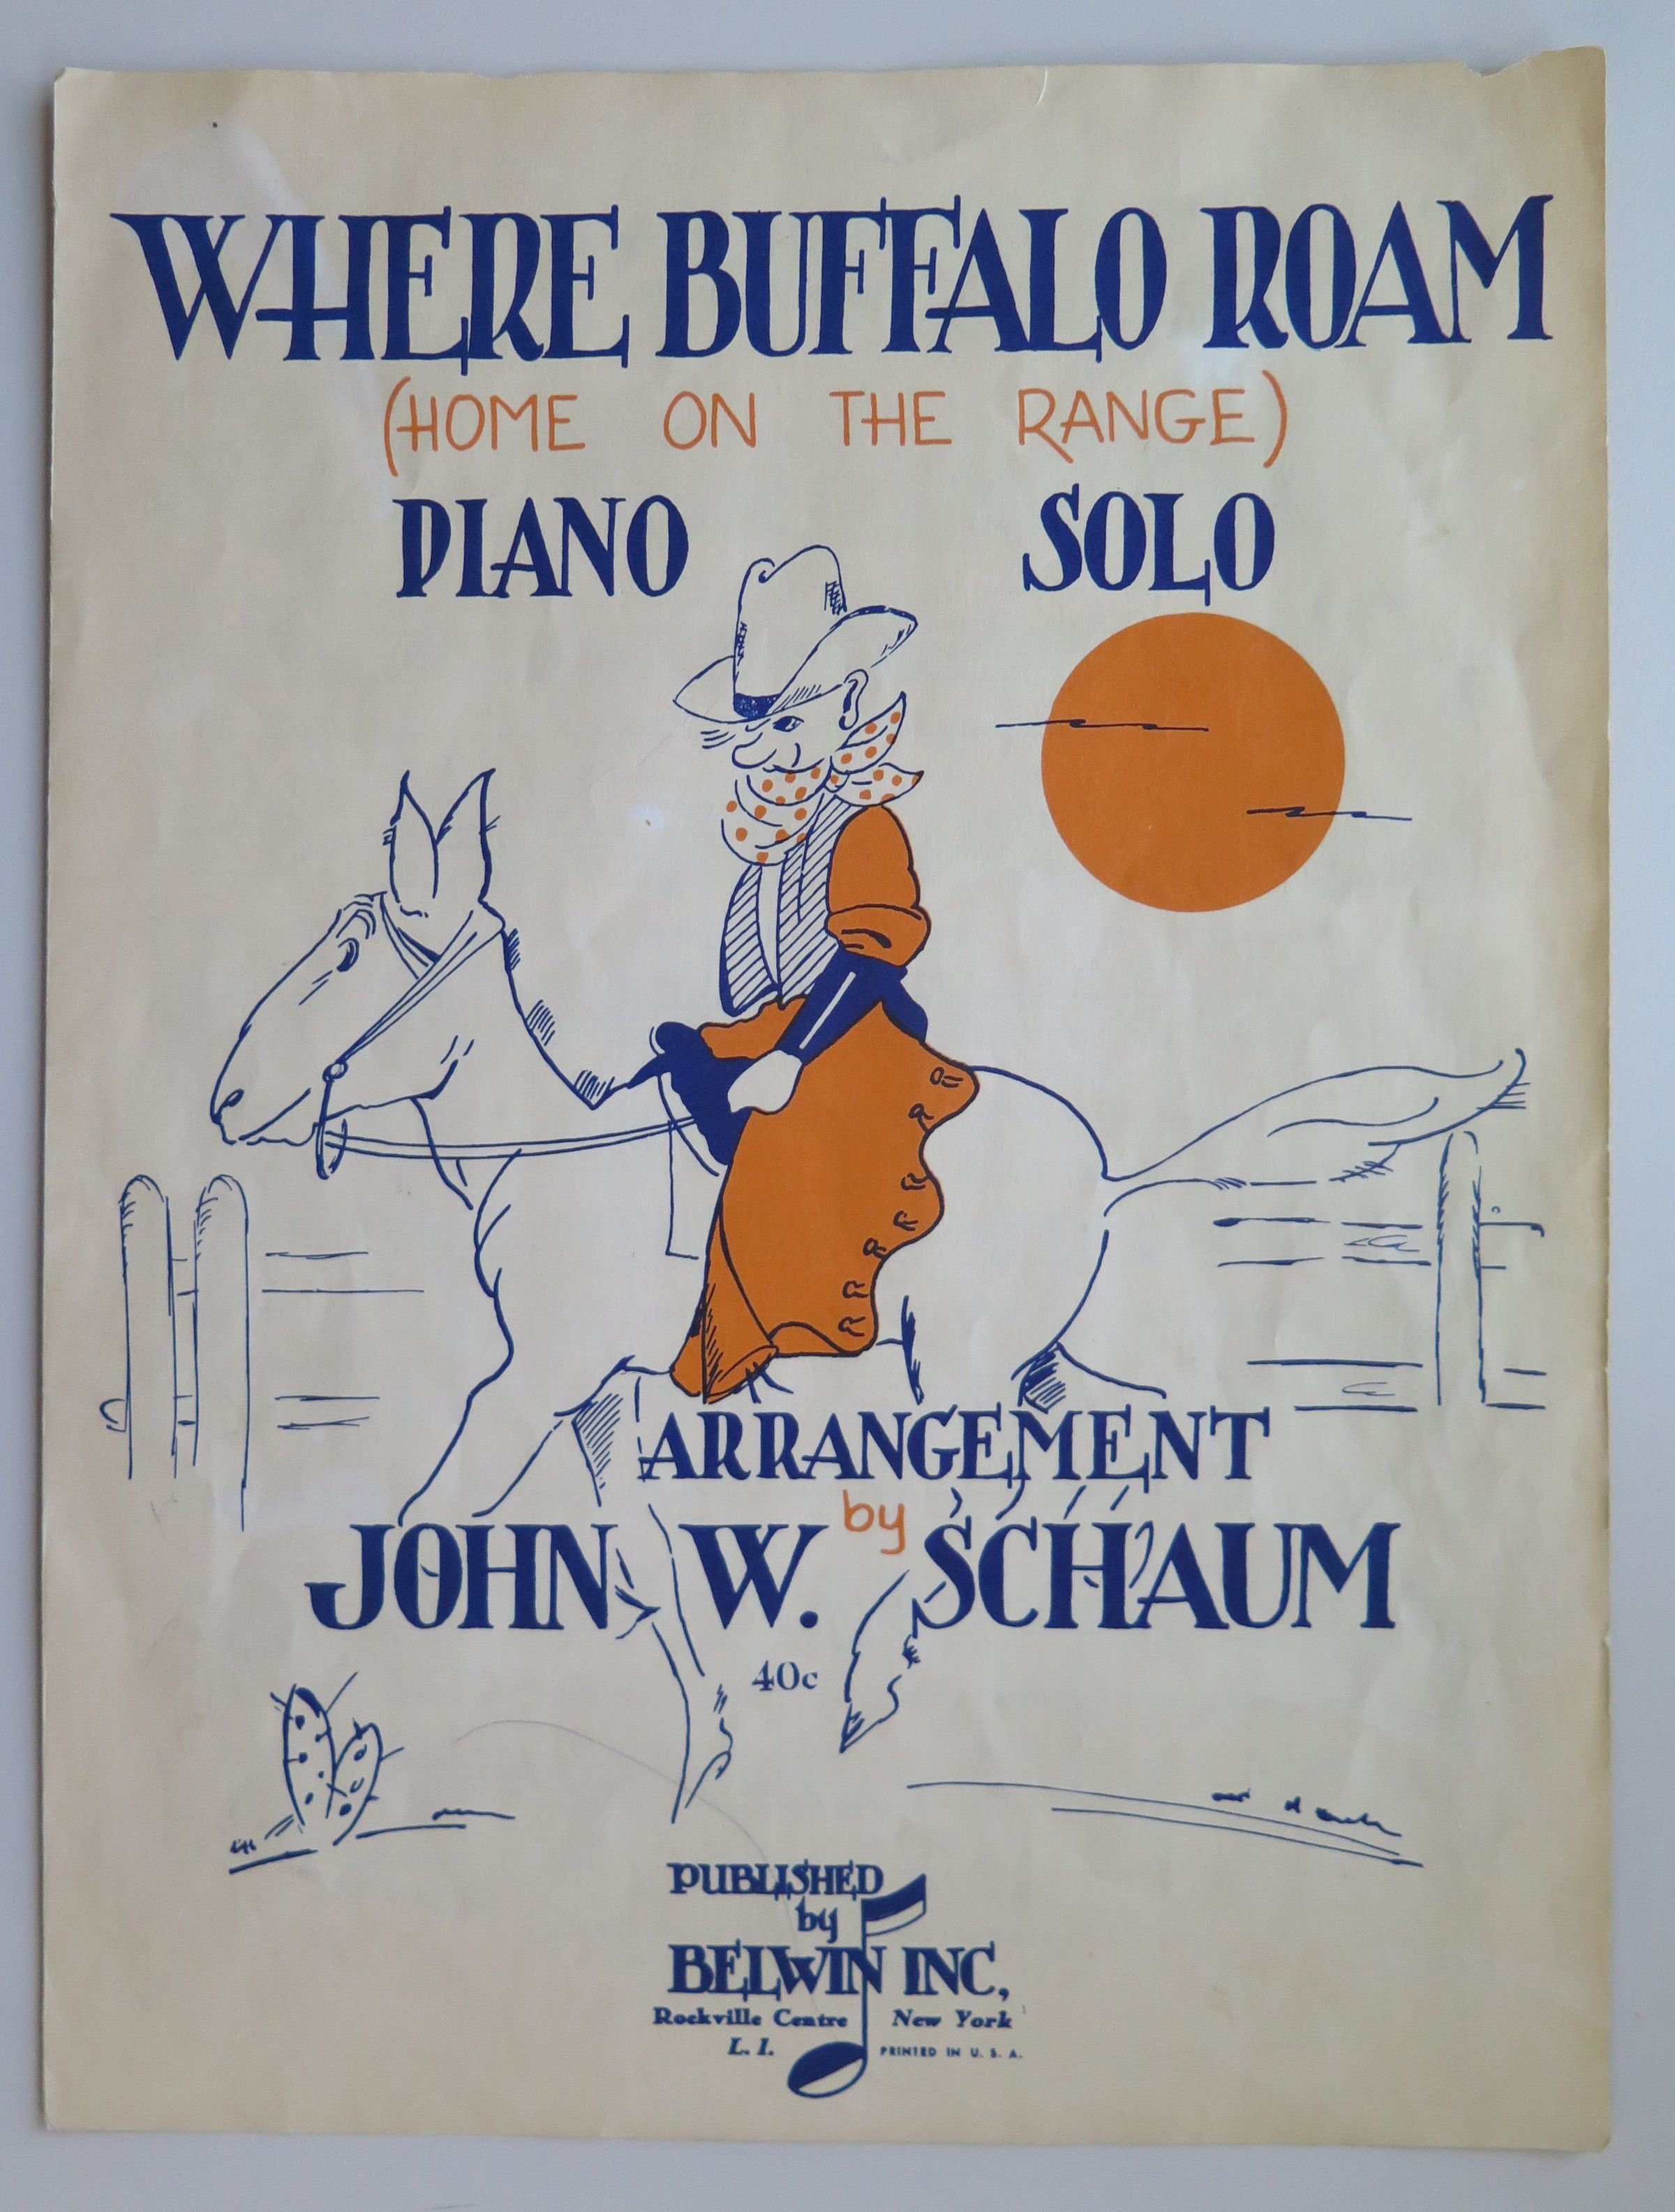 WHERE BUFFALO ROAM
(HOME ON THE RANGE)
PIANO SOLO
ARRANGEMENT
by
JOHN W. SCHAUM
40c
PUBLISHED
by
BELWIN INC,
Rockville Centre New York
L. I. PRINTED IN U. S. A.